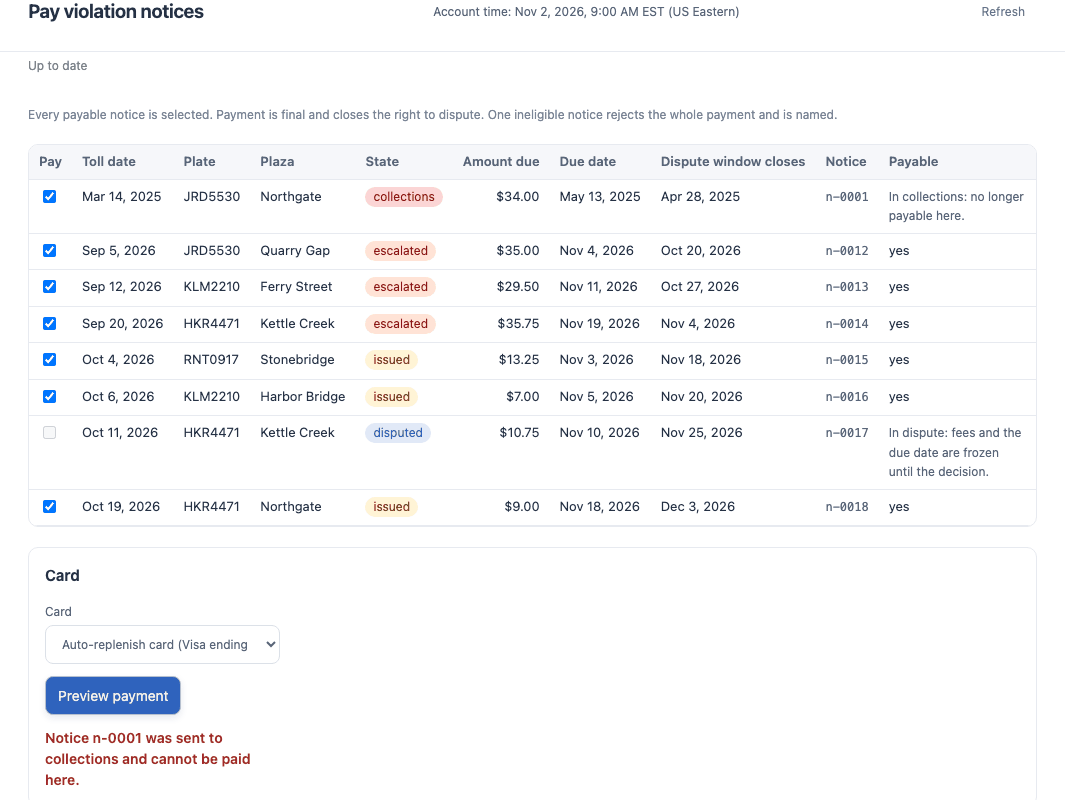 Pay violation notices
Account time: Nov 2, 2026, 9:00 AM EST (US Eastern)
Refresh
Up to date
Every payable notice is selected. Payment is final and closes the right to dispute. One ineligible notice rejects the whole payment and is named.
Pay Toll date Plate Plaza State Amount due Due date Dispute window closes Notice Payable
Mar 14, 2025 JRD5530 Northgate collections $34.00 May 13, 2025 Apr 28, 2025 n-0001 In collections: no longer
payable here.
Sep 5, 2026 JRD5530 Quarry Gap escalated $35.00 Nov 4, 2026 Oct 20, 2026 n-0012 yes
Sep 12, 2026 KLM2210 Ferry Street escalated $29.50 Nov 11, 2026 Oct 27, 2026 n-0013 yes
Sep 20, 2026 HKR4471 Kettle Creek escalated $35.75 Nov 19, 2026 Nov 4, 2026 n-0014 yes
Oct 4, 2026 RNT0917 Stonebridge issued $13.25 Nov 3, 2026 Nov 18, 2026 n-0015 yes
Oct 6, 2026 KLM2210 Harbor Bridge issued $7.00 Nov 5, 2026 Nov 20, 2026 n-0016 yes
Oct 11, 2026 HKR4471 Kettle Creek disputed $10.75 Nov 10, 2026 Nov 25, 2026 n-0017 In dispute: fees and the
due date are frozen
until the decision.
Oct 19, 2026 HKR4471 Northgate issued $9.00 Nov 18, 2026 Dec 3, 2026 n-0018 yes
Card
Card
Auto-replenish card (Visa ending
Preview payment
Notice n-0001 was sent to
collections and cannot be paid
here.